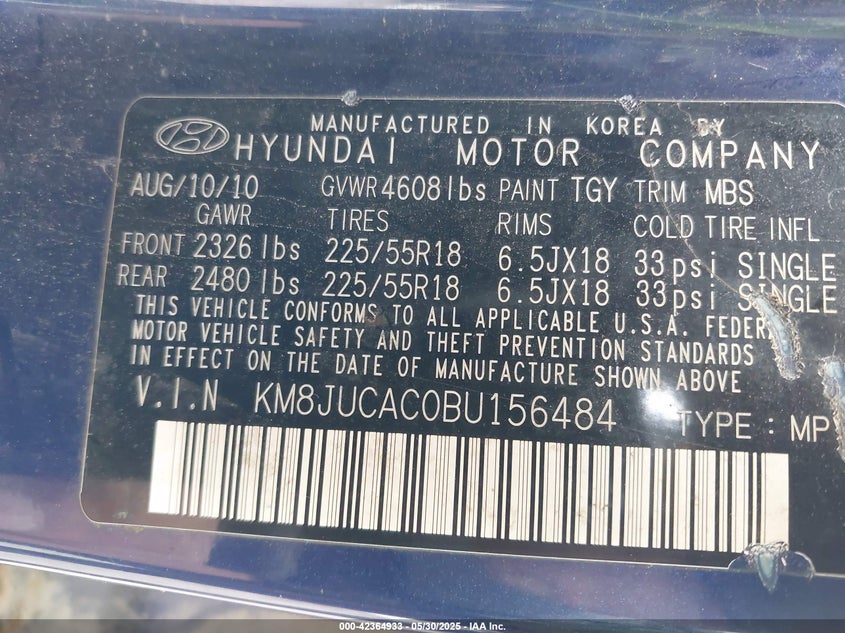 MANUFACTURED IN KOREA BY
HYUNDAI MOTOR COMPANY
AUG/10/10 GVWR 4608 lbs PAINT TGY TRIM MBS
GAWR TIRES RIMS COLD TIRE INFL
FRONT 2326 lbs 225/55R18 6.5JX18 33psi SINGLE
REAR 2480 lbs 225/55R18 6.5JX18 33psi SINGLE
THIS VEHICLE CONFORMS TO ALL APPLICABLE U.S.A. FEDER
MOTOR VEHICLE SAFETY AND THEFT PREVENTION STANDARDS
IN EFFECT ON THE DATE OF MANUFACTURE SHOWN ABOVE
V.I.N KM8JUCAC0BU156484 TYPE : MPV
000-42364933 - 05/30/2025 - IAA Inc.